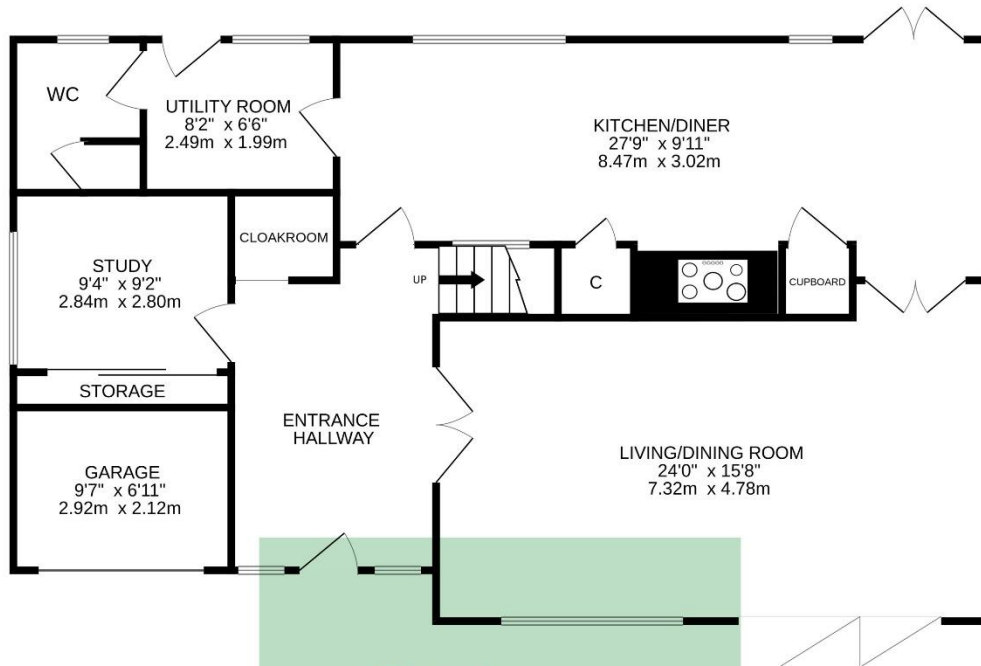 WC
UTILITY ROOM
8'2" x 6'6"
2.49m x 1.99m
KITCHEN/DINER
27'9" x 9'11"
8.47m x 3.02m
CLOAKROOM
STUDY
9'4" x 9'2"
2.84m x 2.80m
UP
C
CUPBOARD
STORAGE
ENTRANCE
HALLWAY
GARAGE
9'7" x 6'11"
2.92m x 2.12m
LIVING/DINING ROOM
24'0" x 15'8"
7.32m x 4.78m